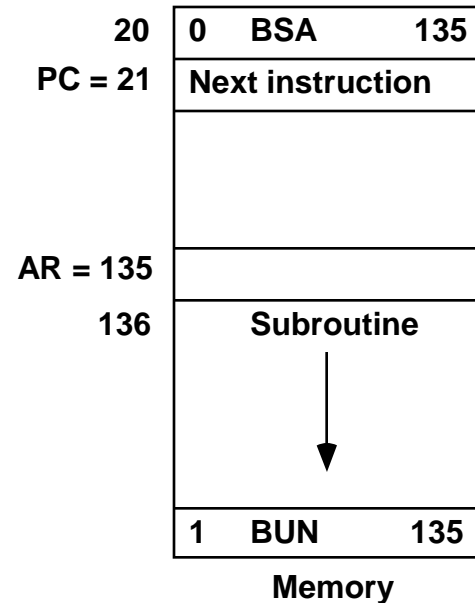 20 0 BSA 135
PC = 21 Next instruction
AR = 135
136 Subroutine
1 BUN 135
Memory